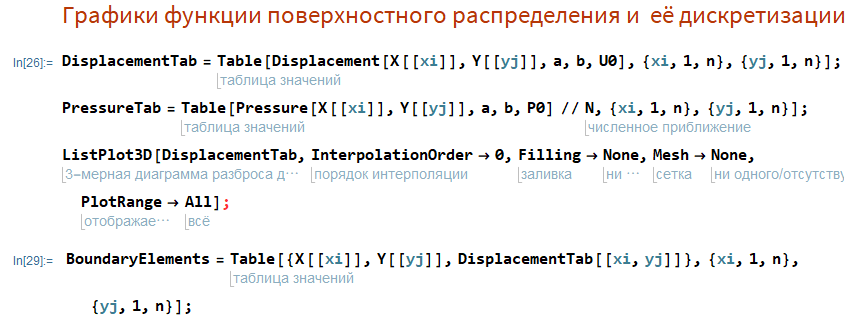 Графики функции поверхностного распределения и её дискретизации
In[26]:= DisplacementTab = Table[Displacement[X[[xi]], Y[[yj]], a, b, U0], {xi, 1, n}, {yj, 1, n}];
таблица значений
PressureTab = Table[Pressure[X[[xi]], Y[[yj]], a, b, P0] // N, {xi, 1, n}, {yj, 1, n}];
таблица значений численное приближение
ListPlot3D[DisplacementTab, InterpolationOrder → 0, Filling → None, Mesh → None,
3-мерная диаграмма разброса д⋯ порядок интерполяции заливка ни ⋯ сетка ни одного/отсутству
PlotRange → All];
отображае⋯ всё
In[29]:= BoundaryElements = Table[{X[[xi]], Y[[yj]], DisplacementTab[[xi, yj]]}, {xi, 1, n},
таблица значений
{yj, 1, n}];